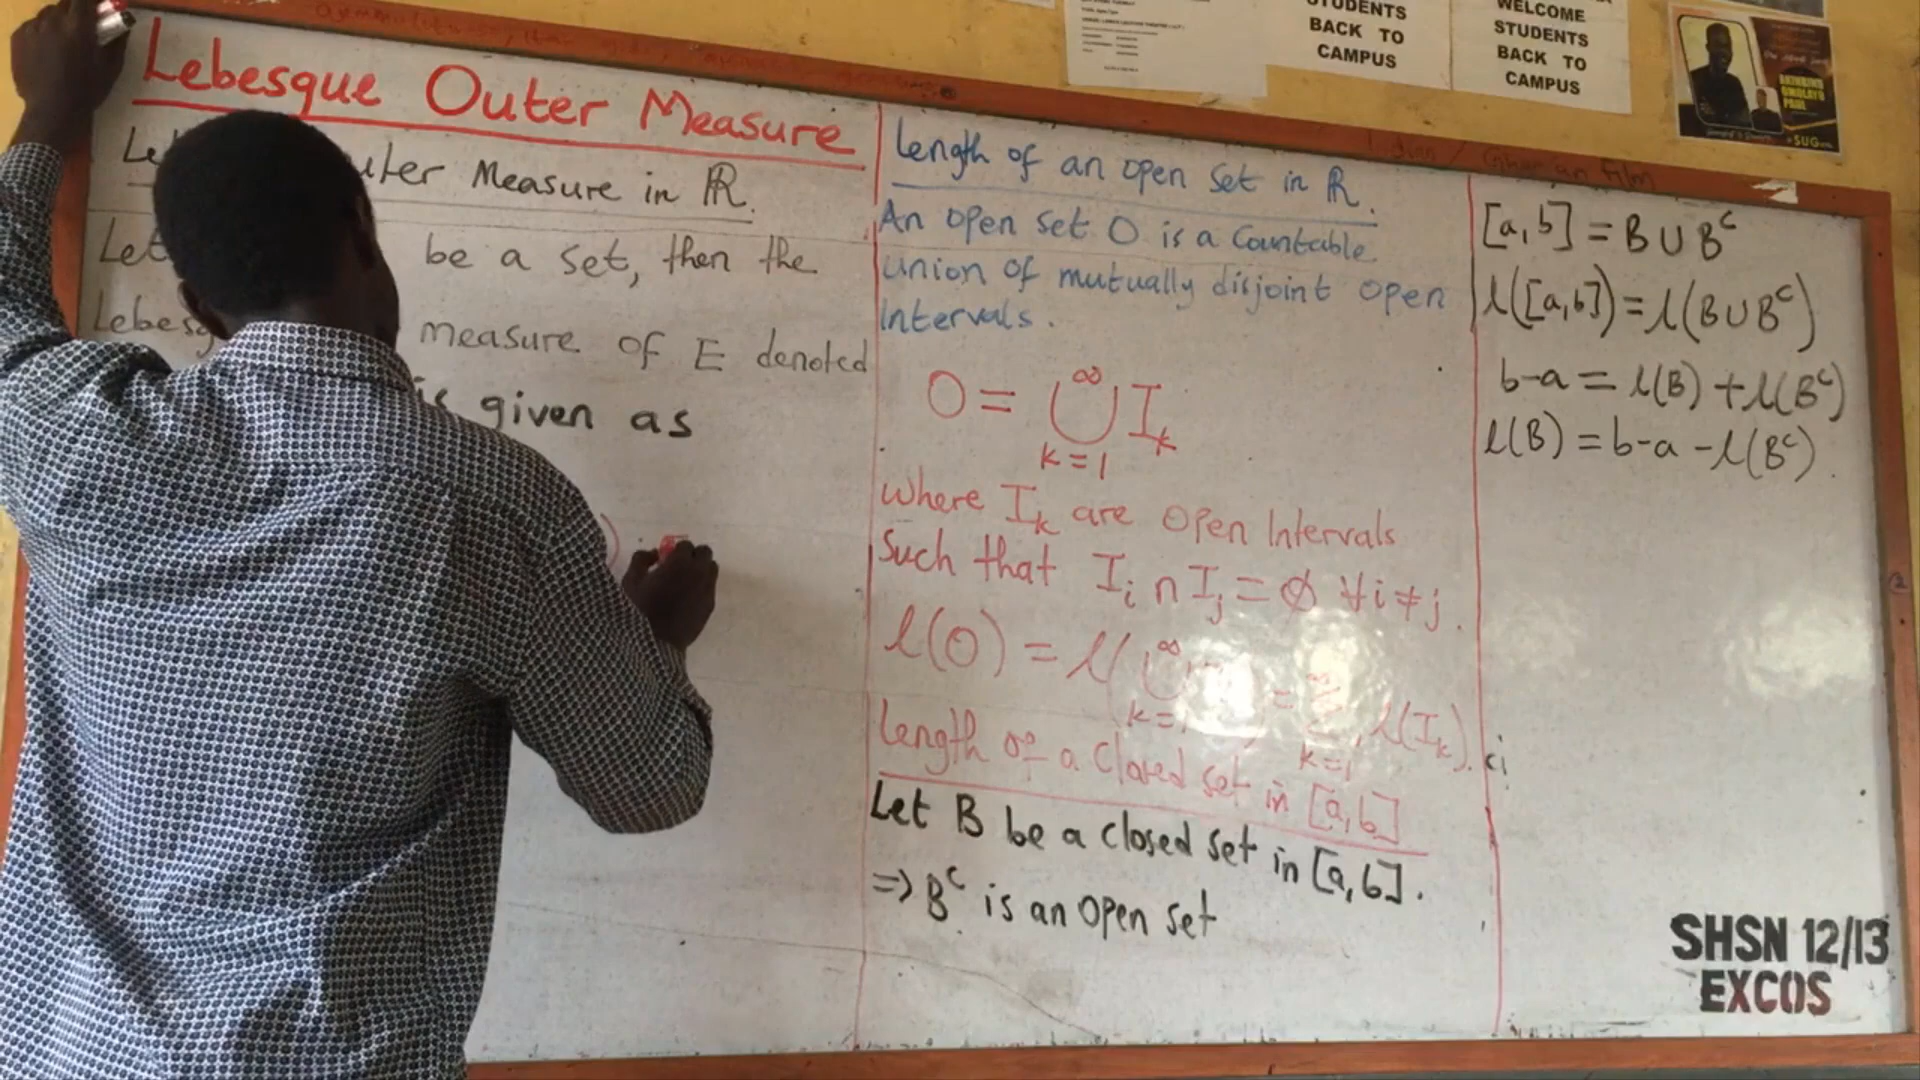 Lebesgue Outer Measure
Measure in ℝ.
Let be a set, then the
measure of E denoted
is given as
)
Length of an open set in ℝ.
An open set O is a Countable
union of mutually disjoint open
Intervals.
O = ⋃_{k=1}^{∞} I_k
where I_k are open Intervals
Such that I_i ∩ I_j = ∅ ∀ i ≠ j.
l(O) = l(⋃_{k=1}^{∞} ) = ∑_{k=1}^{∞} l(I_k).
Length of a Closed set in [a,b]
Let B be a closed set in [a,b].
⇒ B^c is an open set
[a,b] = B ∪ B^c
l([a,b]) = l(B ∪ B^c)
b-a = l(B) + l(B^c)
l(B) = b-a - l(B^c).
SHSN 12/13
EXCOS
STUDENTS
BACK TO
CAMPUS
WELCOME
STUDENTS
BACK TO
CAMPUS
SUG